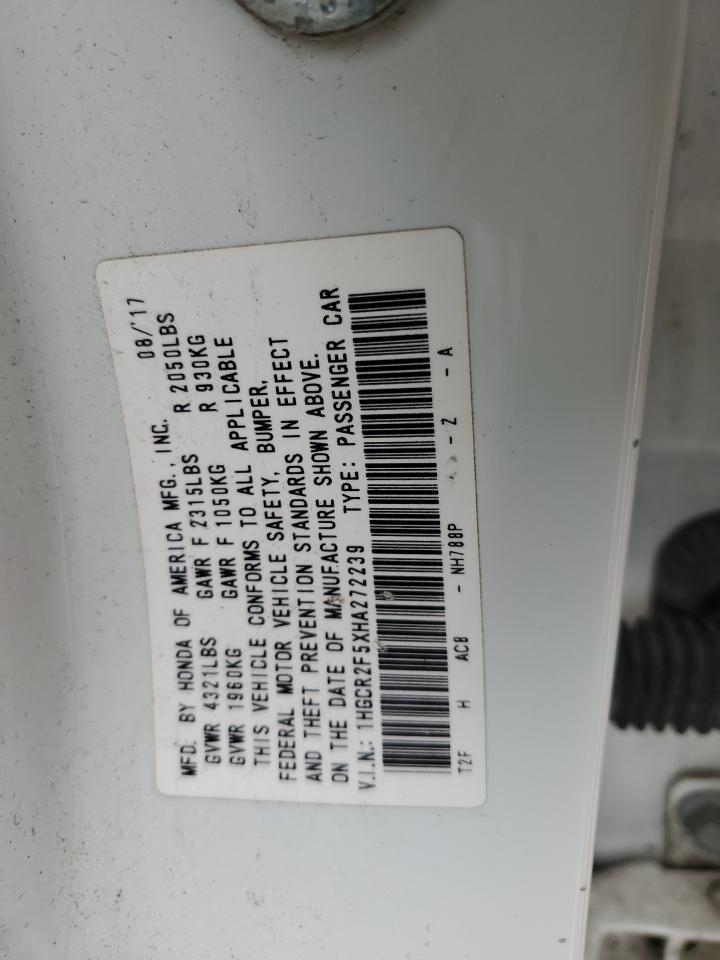 MFD. BY HONDA OF AMERICA MFG., INC. 08/'17
GVWR 4321LBS GAWR F 2315LBS R 2050LBS
GVWR 1960KG GAWR F 1050KG R 930KG
THIS VEHICLE CONFORMS TO ALL APPLICABLE
FEDERAL MOTOR VEHICLE SAFETY, BUMPER,
AND THEFT PREVENTION STANDARDS IN EFFECT
ON THE DATE OF MANUFACTURE SHOWN ABOVE.
V.I.N.: 1HGCR2F5XHA272239 TYPE: PASSENGER CAR
T2F H AC8 - NH788P - Z - A